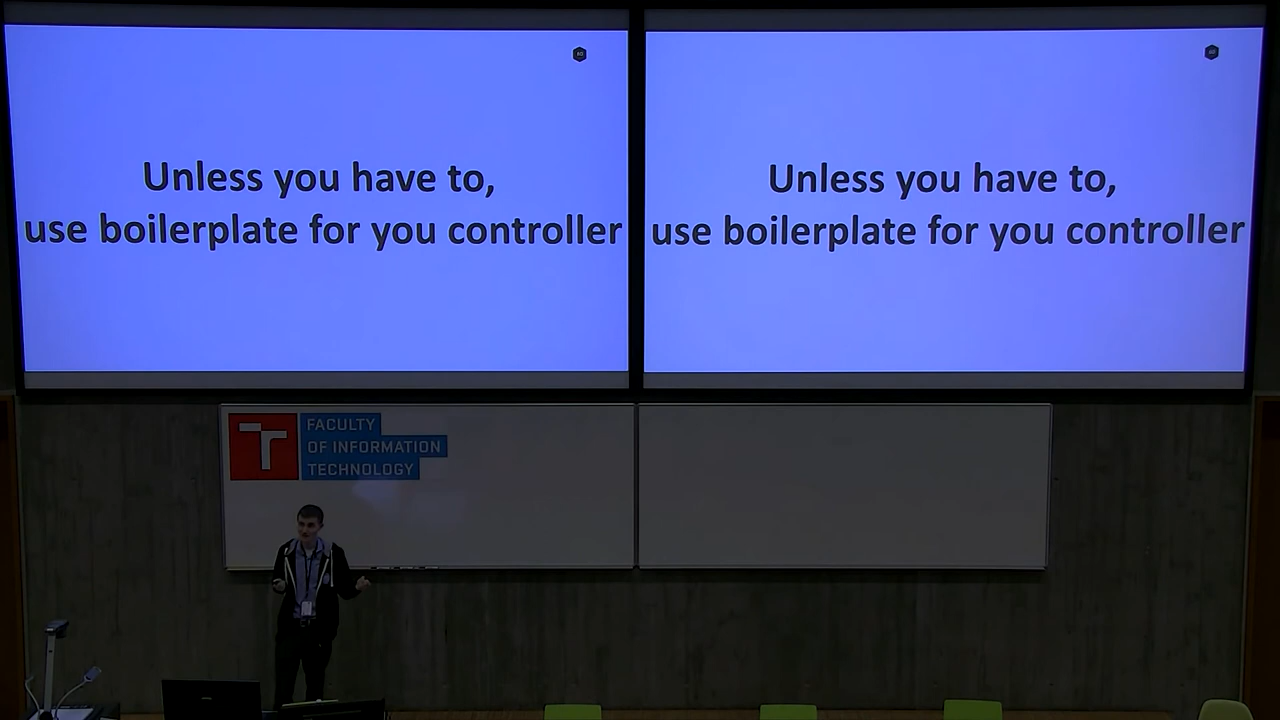 Unless you have to,
use boilerplate for you controller
Unless you have to,
use boilerplate for you controller
FACULTY
OF INFORMATION
TECHNOLOGY